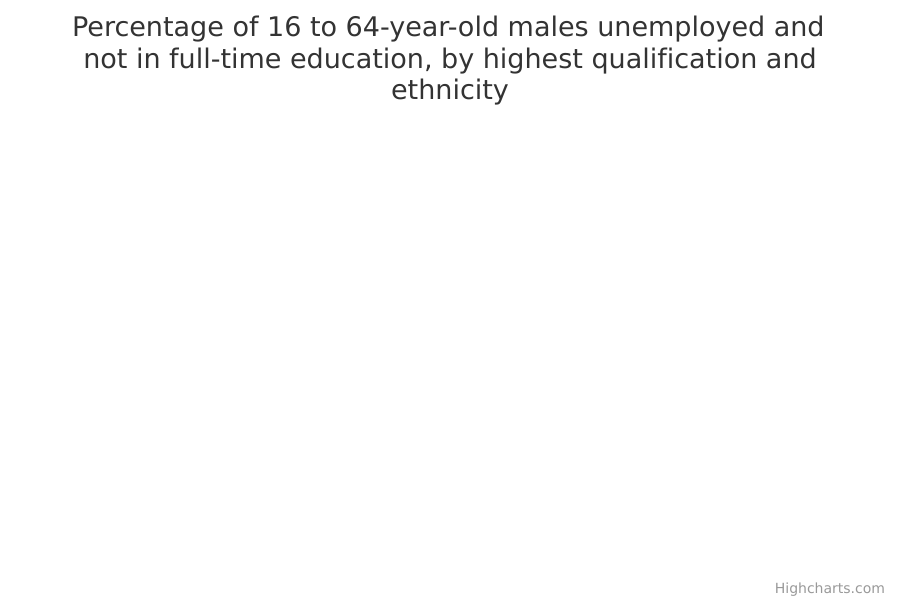 Percentage of 16 to 64-year-old males unemployed and
not in full-time education, by highest qualification and
ethnicity
Highcharts.com